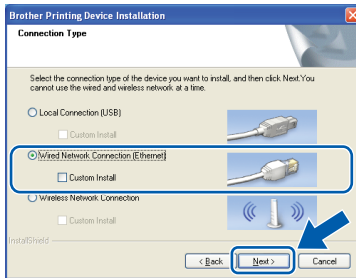 Brother Printing Device Installation
Connection Type
Select the connection type of the device you want to install, and then click Next.You
cannot use the wired and wireless network at a time.
Local Connection (USB)
Custom Install
Wired Network Connection (Ethernet)
Custom Install
Wireless Network Connection
Custom Install
InstallShield
< Back
Next >
Cancel